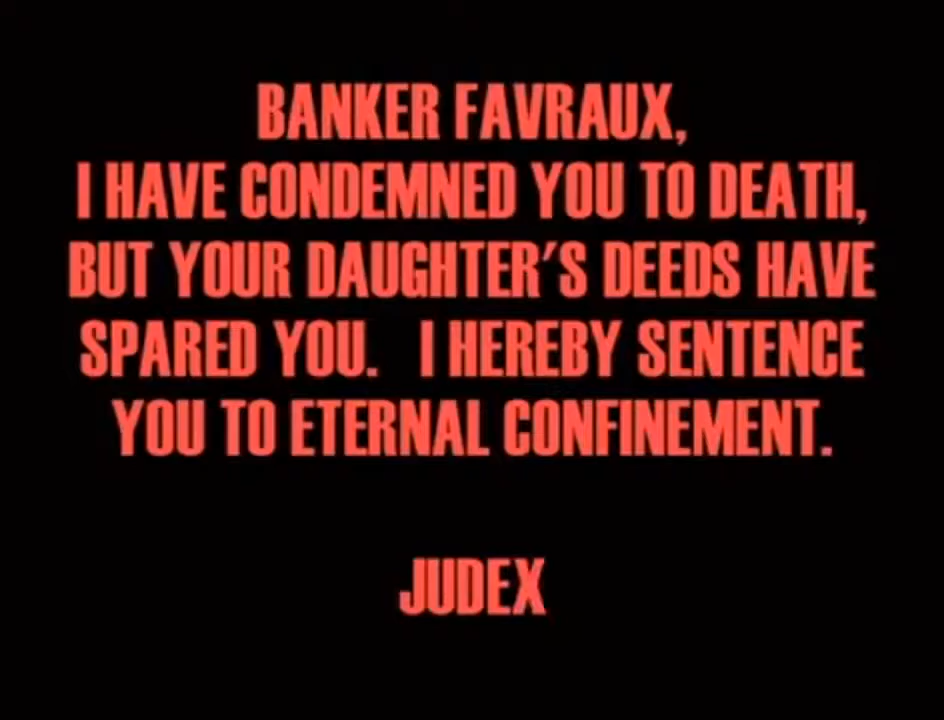 BANKER FAVRAUX,
I HAVE CONDEMNED YOU TO DEATH,
BUT YOUR DAUGHTER'S DEEDS HAVE
SPARED YOU. I HEREBY SENTENCE
YOU TO ETERNAL CONFINEMENT.
JUDEX